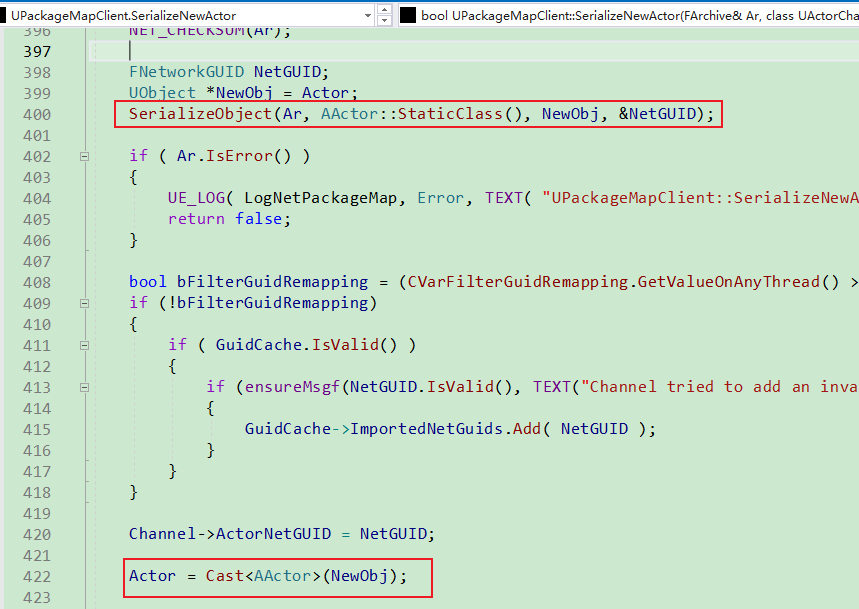 UPackageMapClient.SerializeNewActor
bool UPackageMapClient::SerializeNewActor(FArchive& Ar, class UActorCha
396 NET_CHECKSUM(Ar);
397
398 FNetworkGUID NetGUID;
399 UObject *NewObj = Actor;
400 SerializeObject(Ar, AActor::StaticClass(), NewObj, &NetGUID);
401
402 if ( Ar.IsError() )
403 {
404 UE_LOG( LogNetPackageMap, Error, TEXT( "UPackageMapClient::SerializeNewA
405 return false;
406 }
407
408 bool bFilterGuidRemapping = (CVarFilterGuidRemapping.GetValueOnAnyThread() >
409 if (!bFilterGuidRemapping)
410 {
411 if ( GuidCache.IsValid() )
412 {
413 if (ensureMsgf(NetGUID.IsValid(), TEXT("Channel tried to add an inva
414 {
415 GuidCache->ImportedNetGuids.Add( NetGUID );
416 }
417 }
418 }
419
420 Channel->ActorNetGUID = NetGUID;
421
422 Actor = Cast<AActor>(NewObj);
423